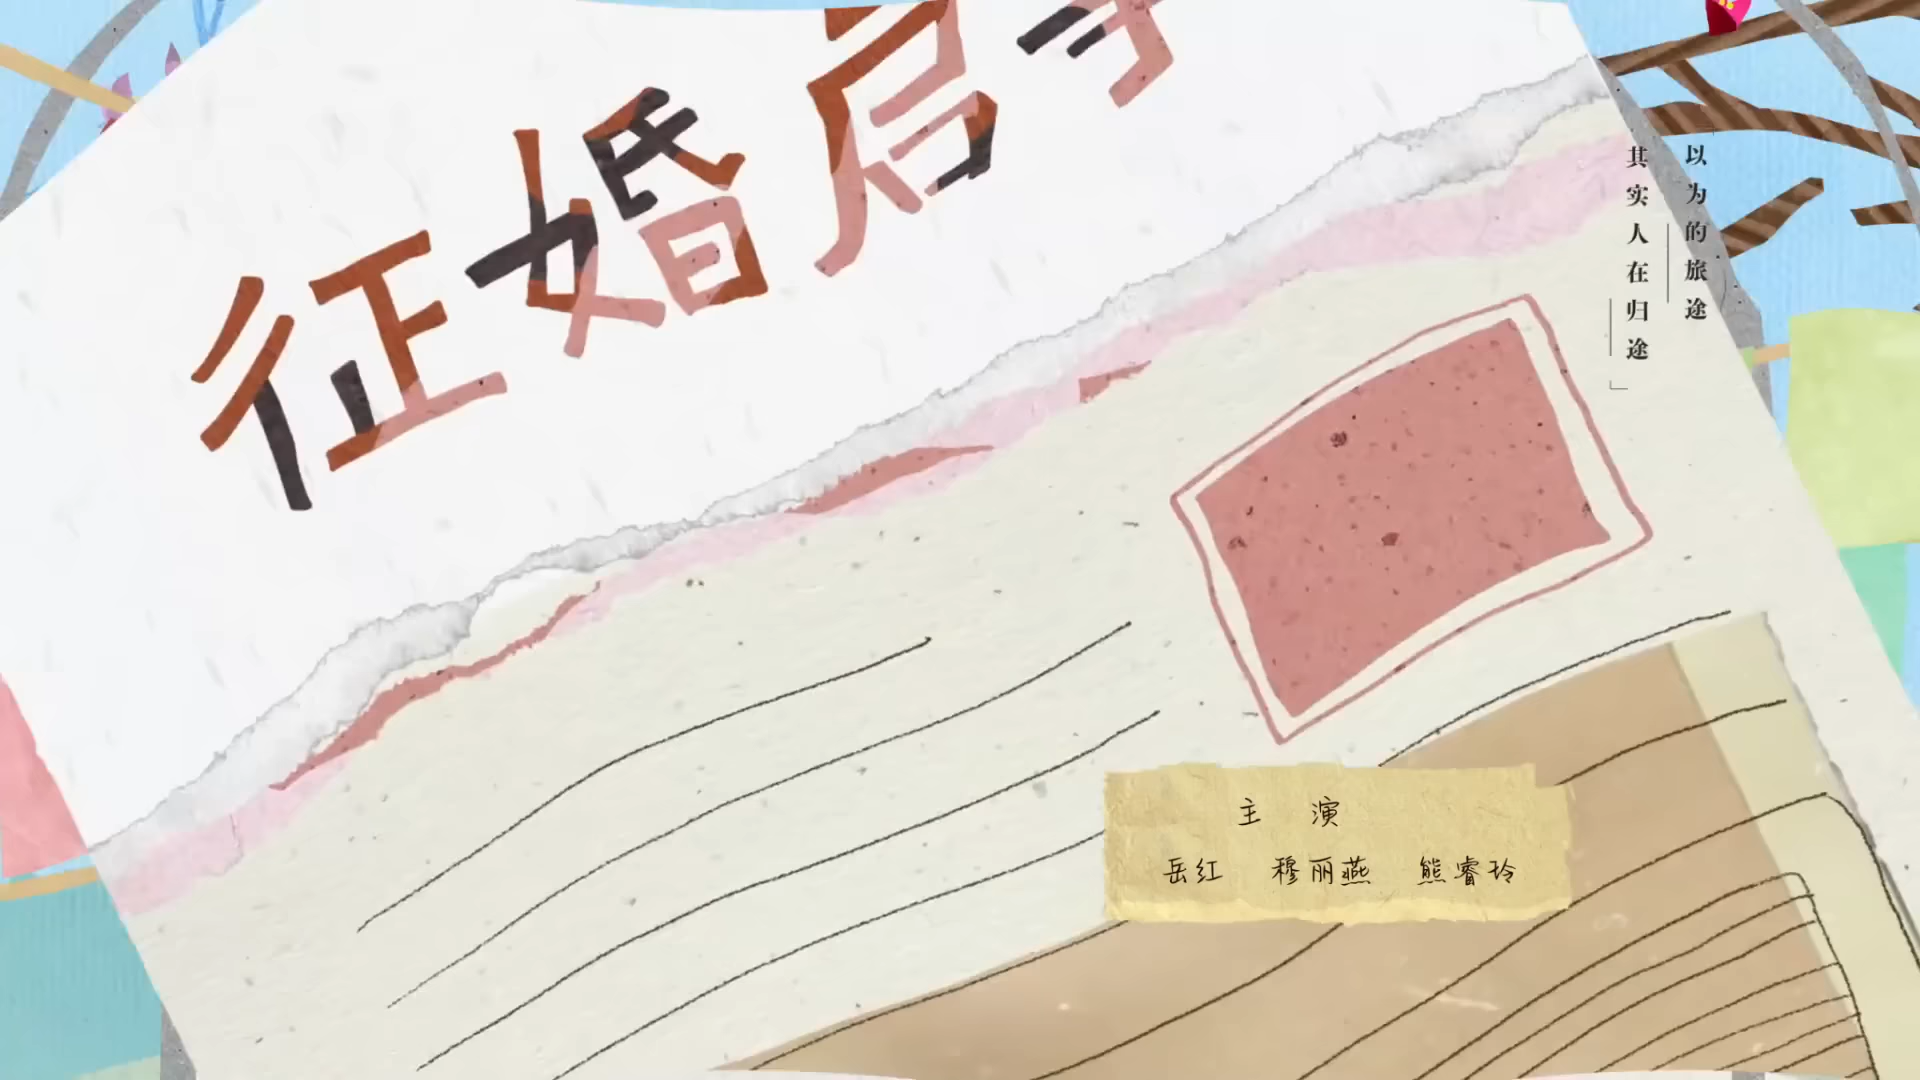 征婚启
以为的旅途
其实人在归途
主 演
岳红 穆丽燕 熊睿玲